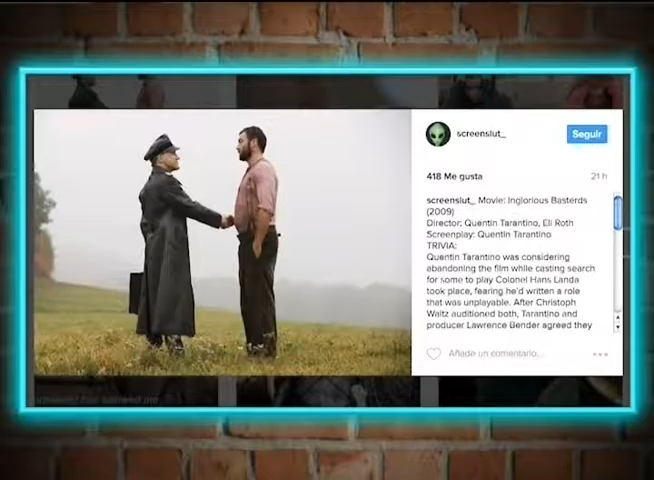 screenslut_
Seguir
418 Me gusta
21 h
screenslut_ Movie: Inglorious Basterds
(2009)
Director: Quentin Tarantino, Eli Roth
Screenplay: Quentin Tarantino
TRIVIA:
Quentin Tarantino was considering
abandoning the film while casting search
for some to play Colonel Hans Landa
took place, fearing he'd written a role
that was unplayable. After Christoph
Waltz auditioned both, Tarantino and
producer Lawrence Bender agreed they
Añade un comentario...